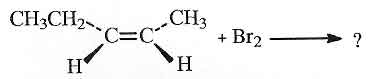 CH₃CH₂ CH₃
C=C + Br₂ ⟶ ?
H H